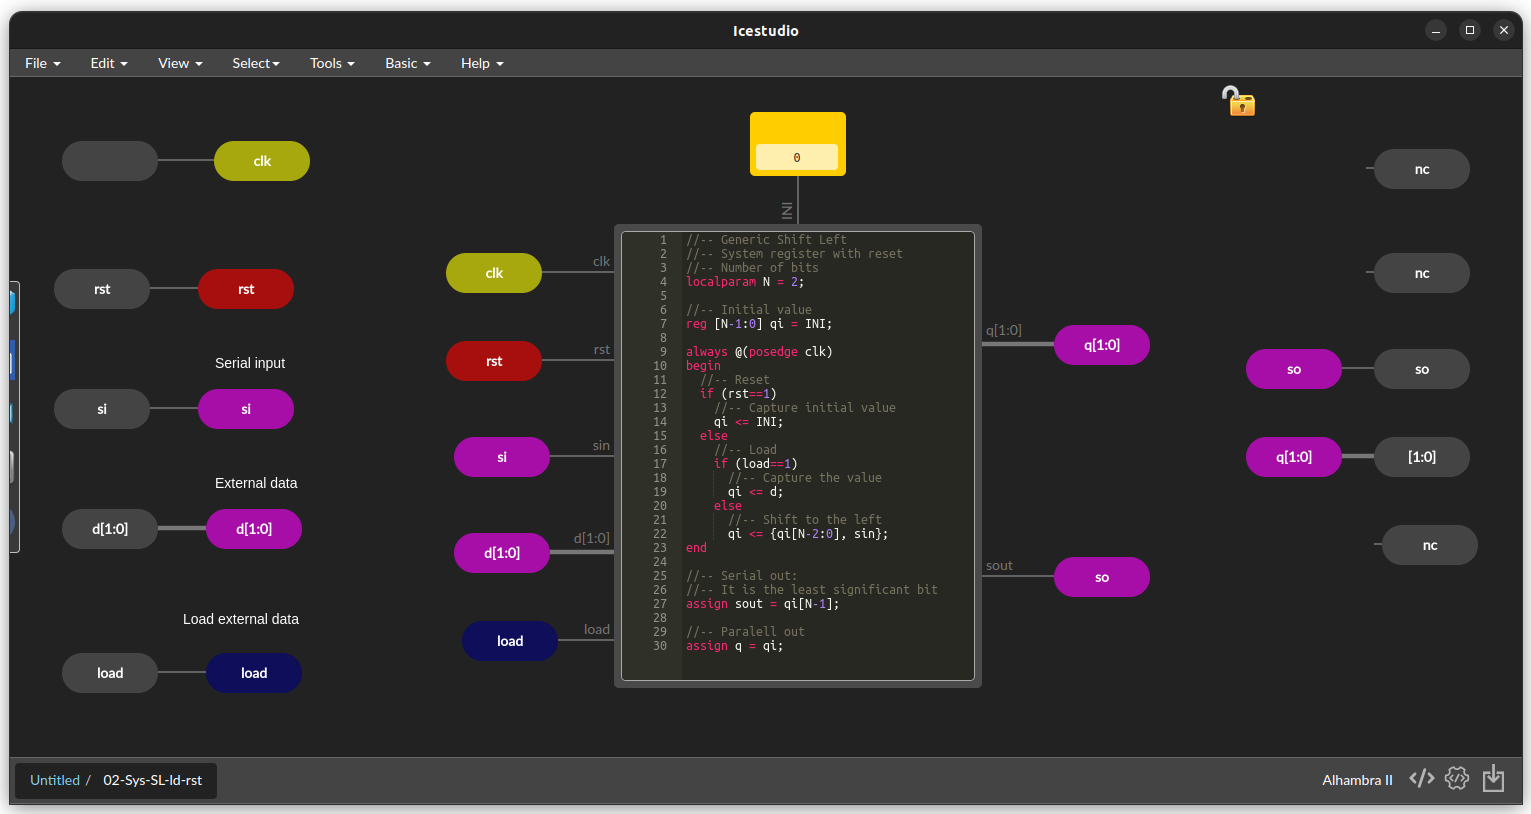 Icestudio
File Edit View Select Tools Basic Help
clk
rst
rst
Serial input
si
si
External data
d[1:0]
d[1:0]
Load external data
load
load
0
INI
clk
clk
rst
rst
si
sin
d[1:0]
d[1:0]
load
load
1 //-- Generic Shift Left
2 //-- System register with reset
3 //-- Number of bits
4 localparam N = 2;
5
6 //-- Initial value
7 reg [N-1:0] qi = INI;
8
9 always @(posedge clk)
10 begin
11 //-- Reset
12 if (rst==1)
13 //-- Capture initial value
14 qi <= INI;
15 else
16 //-- Load
17 if (load==1)
18 //-- Capture the value
19 qi <= d;
20 else
21 //-- Shift to the left
22 qi <= {qi[N-2:0], sin};
23 end
24
25 //-- Serial out:
26 //-- It is the least significant bit
27 assign sout = qi[N-1];
28
29 //-- Paralell out
30 assign q = qi;
q[1:0]
q[1:0]
sout
so
nc
nc
so
so
q[1:0]
[1:0]
nc
Untitled / 02-Sys-SL-ld-rst
Alhambra II